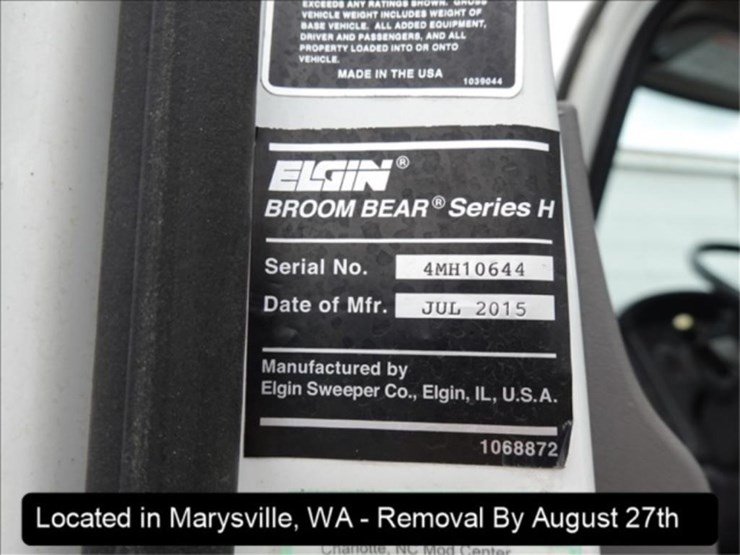 EXCEEDS ANY RATINGS SHOWN. GROSS
VEHICLE WEIGHT INCLUDES WEIGHT OF
BASE VEHICLE, ALL ADDED EQUIPMENT,
DRIVER AND PASSENGERS, AND ALL
PROPERTY LOADED INTO OR ONTO
VEHICLE.
MADE IN THE USA
1039044
ELGIN®
BROOM BEAR® Series H
Serial No. 4MH10644
Date of Mfr. JUL 2015
Manufactured by
Elgin Sweeper Co., Elgin, IL, U.S.A.
1068872
Located in Marysville, WA - Removal By August 27th
Charlotte, NC Mod Center